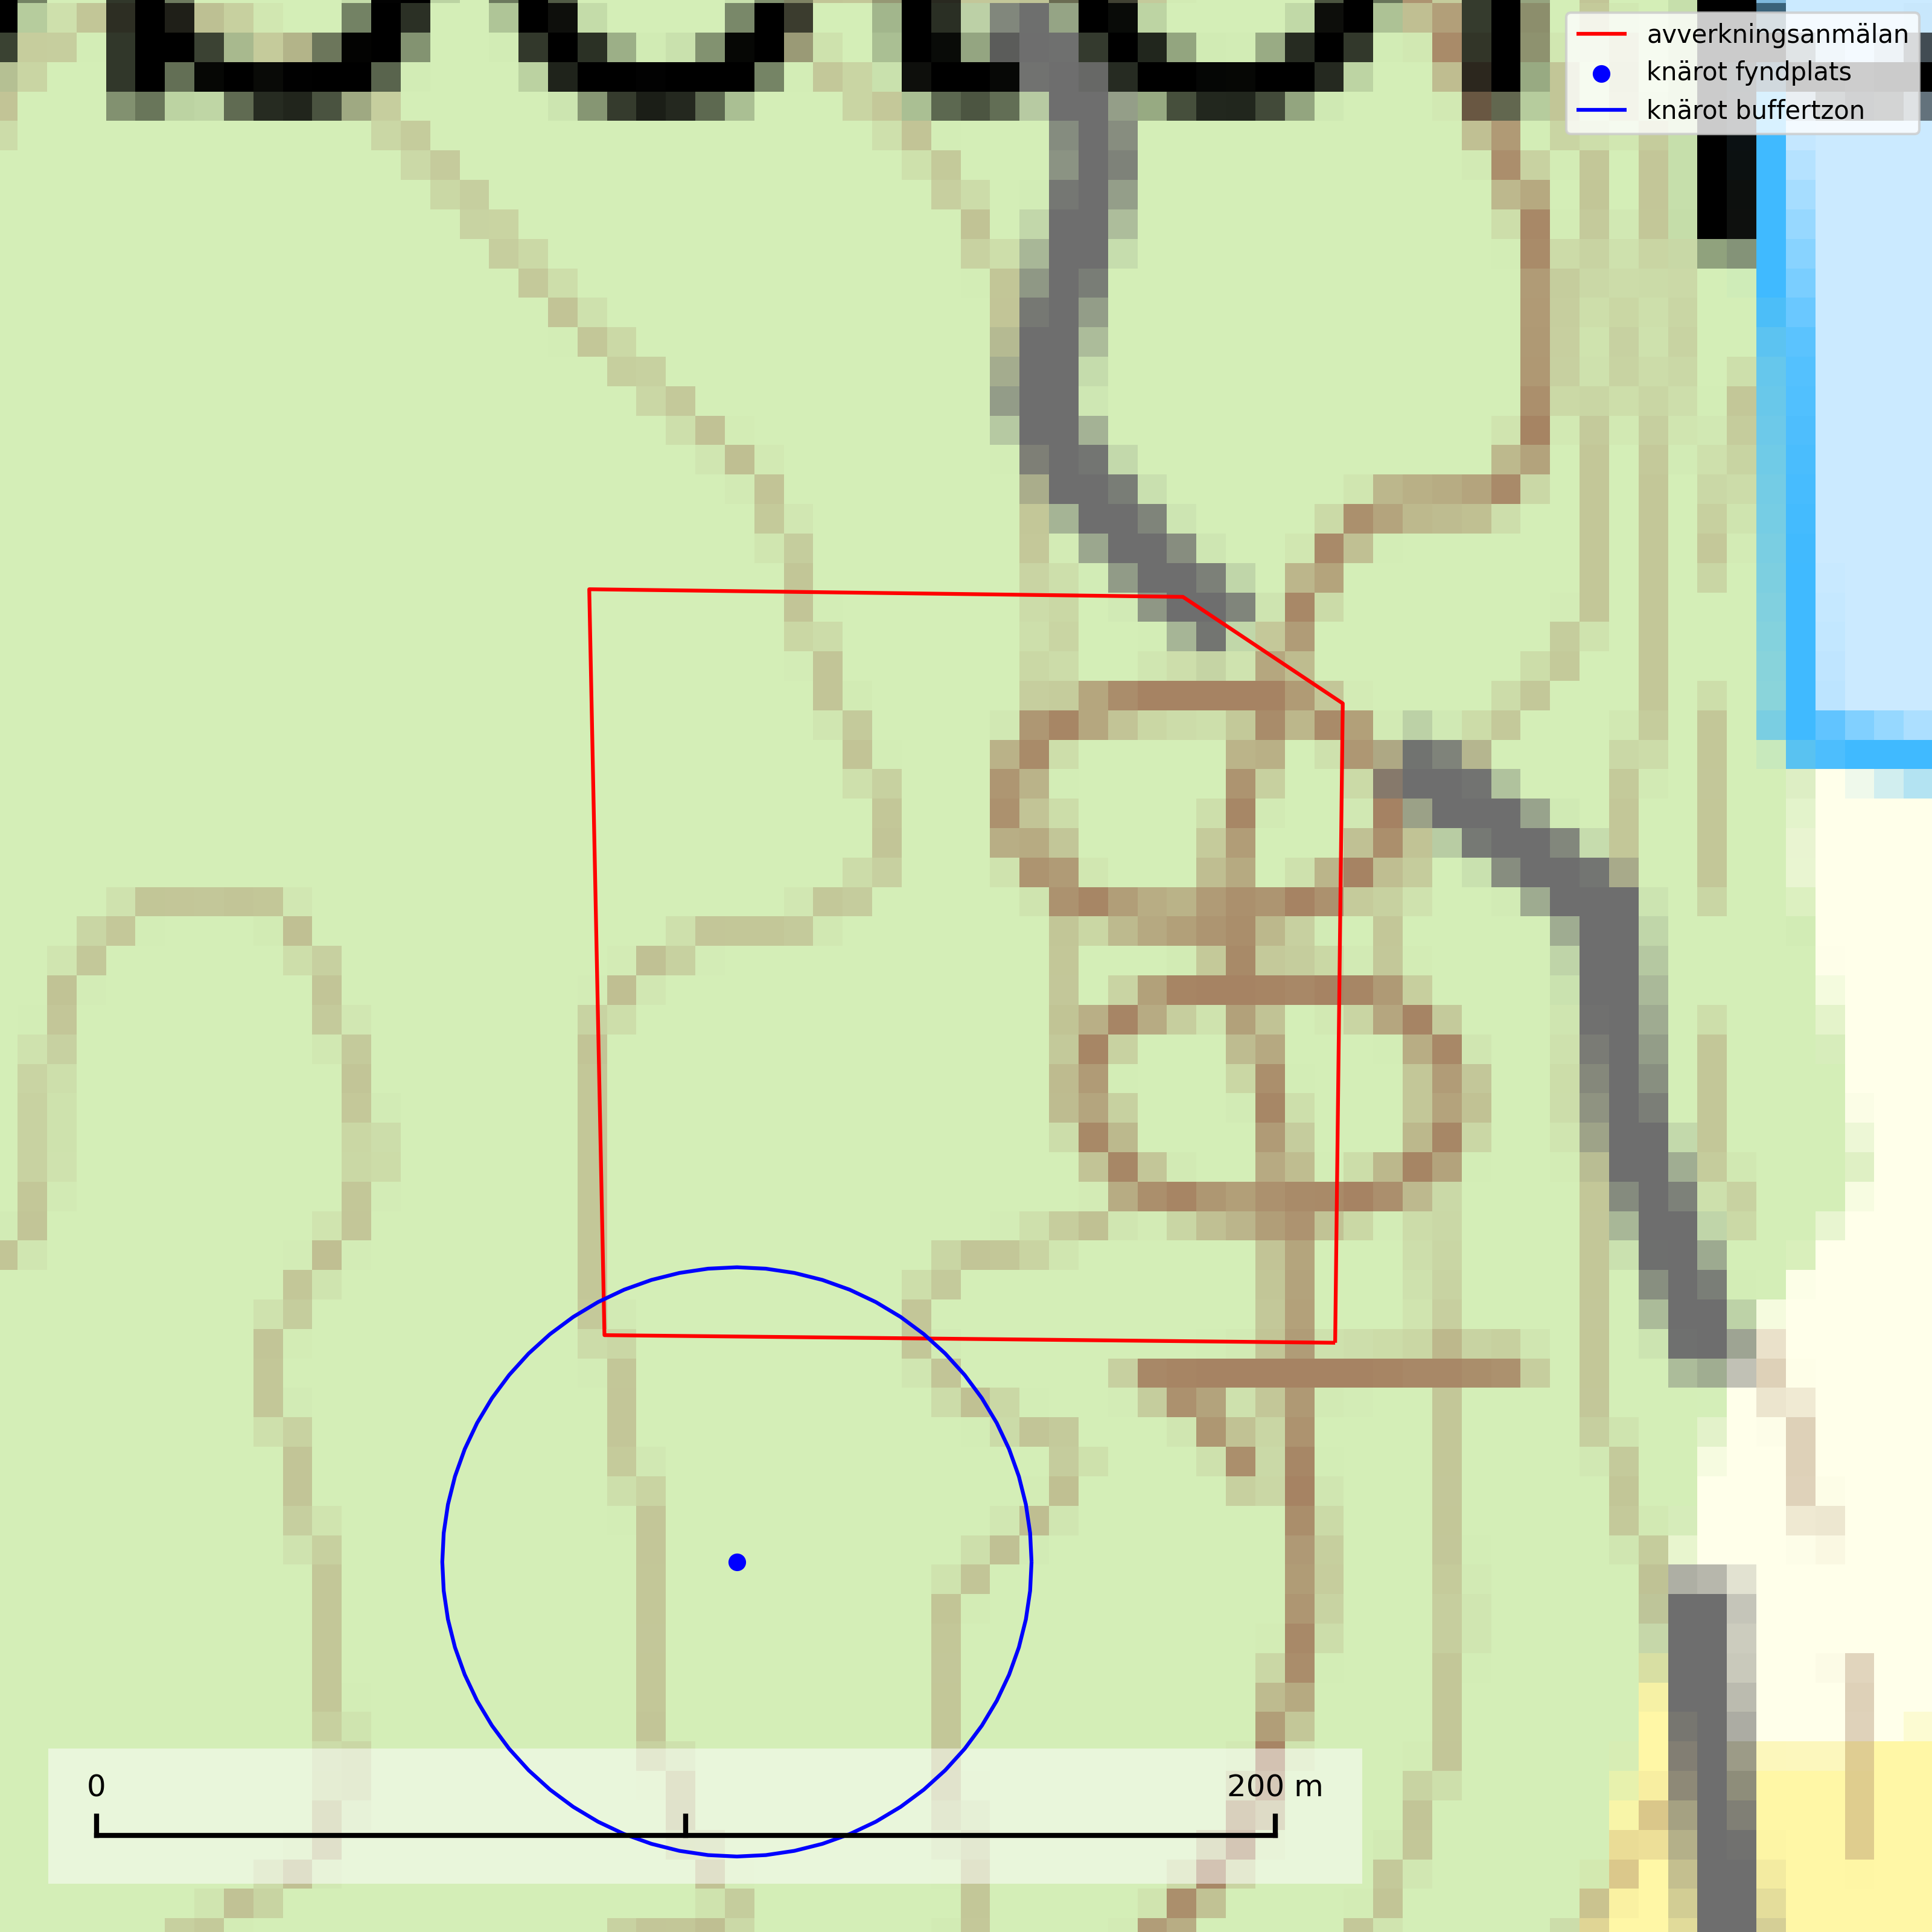 avverkningsanmälan
knärot fyndplats
knärot buffertzon
0
200 m